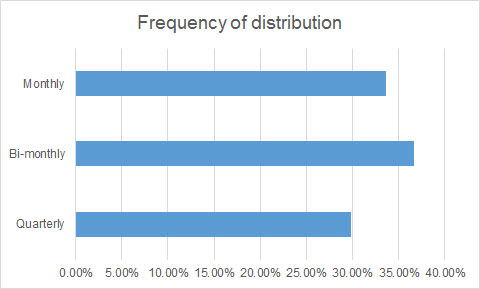 Frequency of distribution
Monthly
Bi-monthly
Quarterly
0.00% 5.00% 10.00% 15.00% 20.00% 25.00% 30.00% 35.00% 40.00%